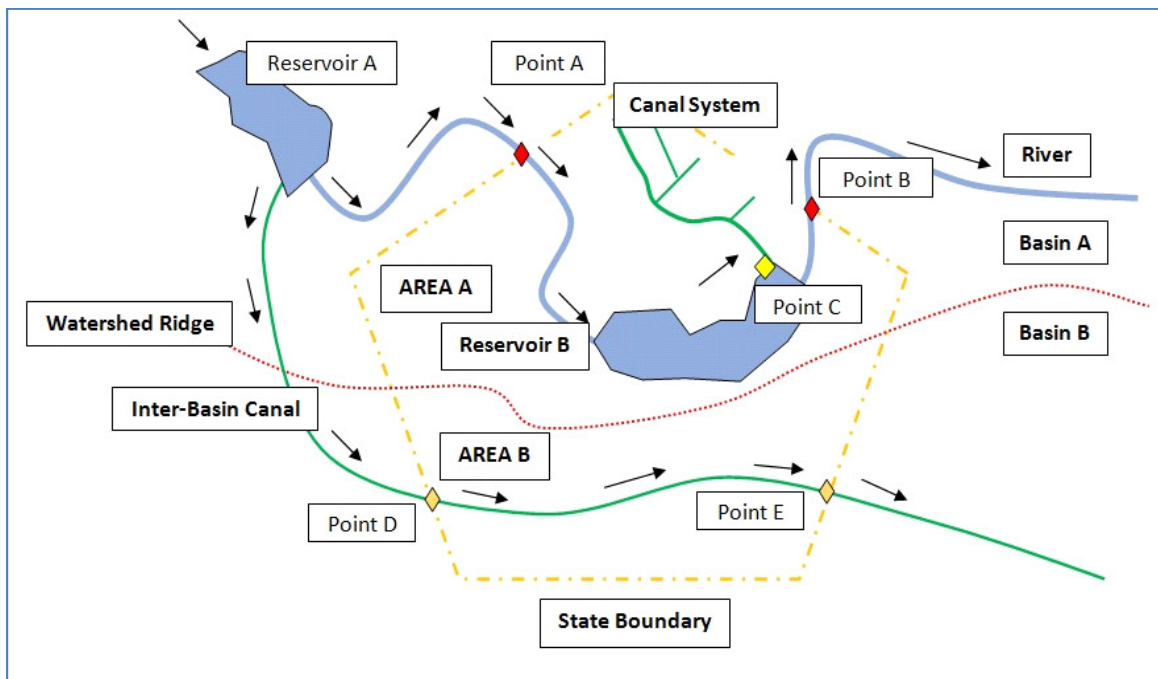 Reservoir A
Point A
Canal System
River
Point B
Basin A
AREA A
Point C
Watershed Ridge
Reservoir B
Basin B
Inter-Basin Canal
AREA B
Point D
Point E
State Boundary